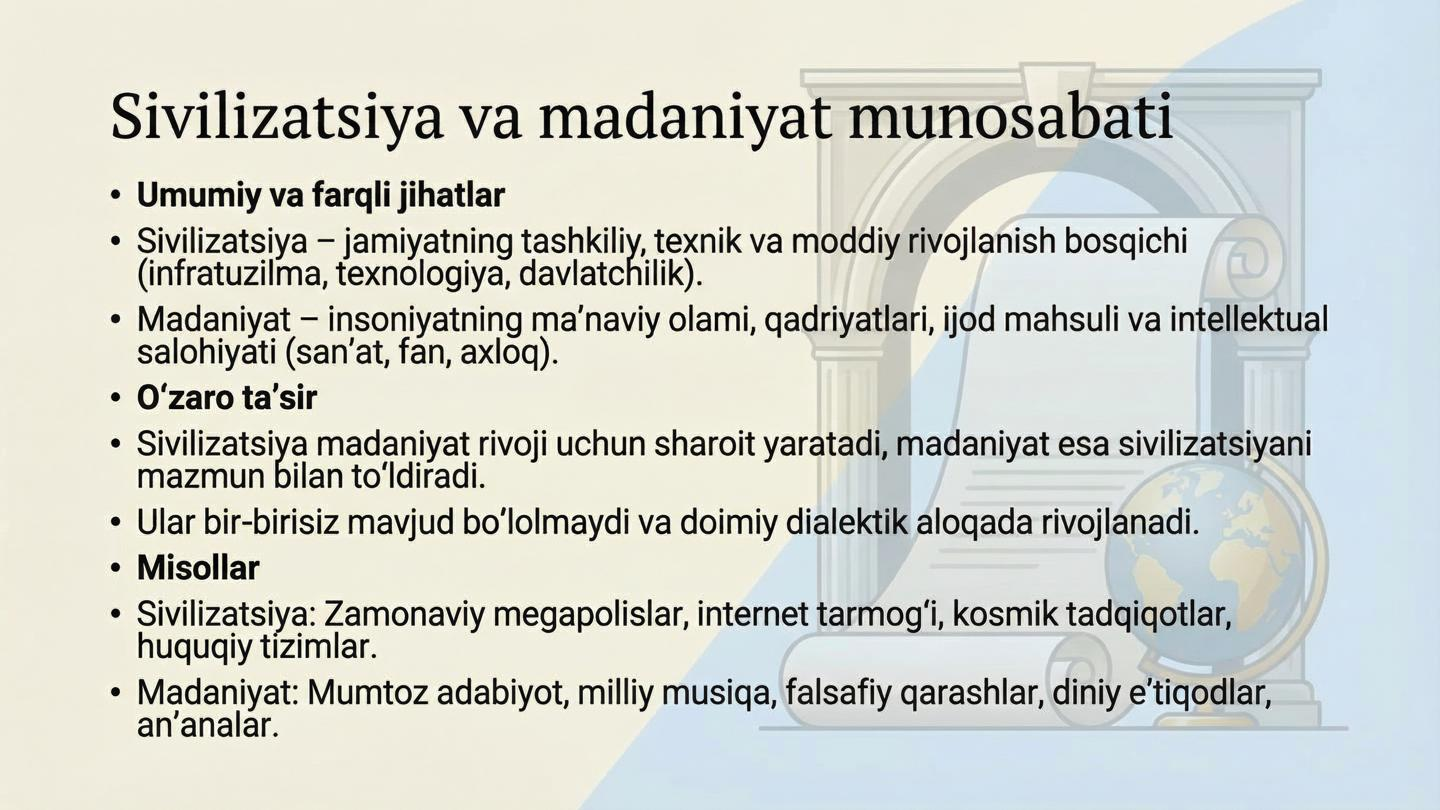 Sivilizatsiya va madaniyat munosabati
• Umumiy va farqli jihatlar
• Sivilizatsiya – jamiyatning tashkiliy, texnik va moddiy rivojlanish bosqichi
(infratuzilma, texnologiya, davlatchilik).
• Madaniyat – insoniyatning ma’naviy olami, qadriyatlari, ijod mahsuli va intellektual
salohiyati (san’at, fan, axloq).
• O‘zaro ta’sir
• Sivilizatsiya madaniyat rivoji uchun sharoit yaratadi, madaniyat esa sivilizatsiyani
mazmun bilan to‘ldiradi.
• Ular bir-birisiz mavjud bo’lolmaydi va doimiy dialektik aloqada rivojlanadi.
• Misollar
• Sivilizatsiya: Zamonaviy megapolislar, internet tarmog‘i, kosmik tadqiqotlar,
huquqiy tizimlar.
• Madaniyat: Mumtoz adabiyot, milliy musiqa, falsafiy qarashlar, diniy e’tiqodlar,
an’analar.